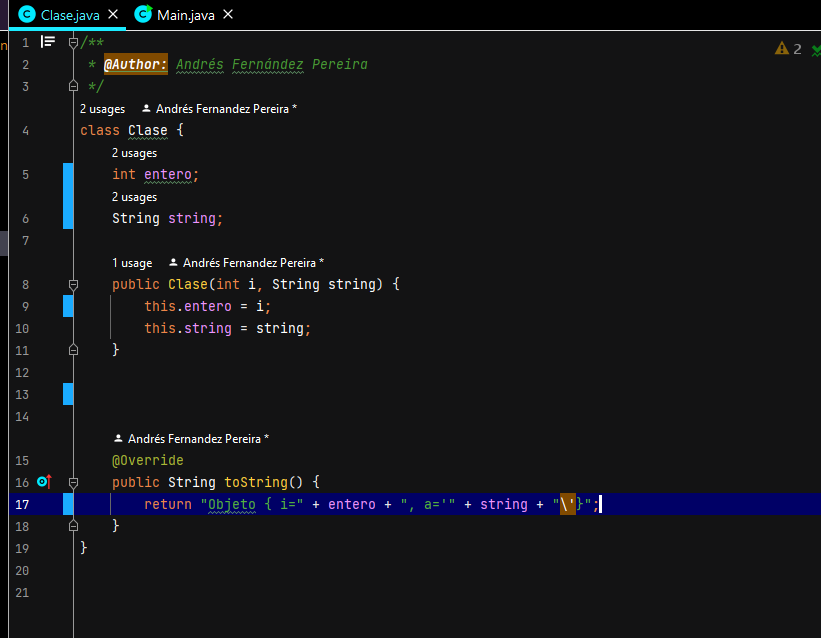 Clase.java Main.java
1 /**
2 * @Author: Andrés Fernández Pereira
3 */
2 usages Andrés Fernandez Pereira *
4 class Clase {
2 usages
5 int entero;
2 usages
6 String string;
7
1 usage Andrés Fernandez Pereira *
8 public Clase(int i, String string) {
9 this.entero = i;
10 this.string = string;
11 }
12
13
14
Andrés Fernandez Pereira *
15 @Override
16 public String toString() {
17 return "Objeto { i=" + entero + ", a='" + string + "\'}";
18 }
19 }
20
21
2